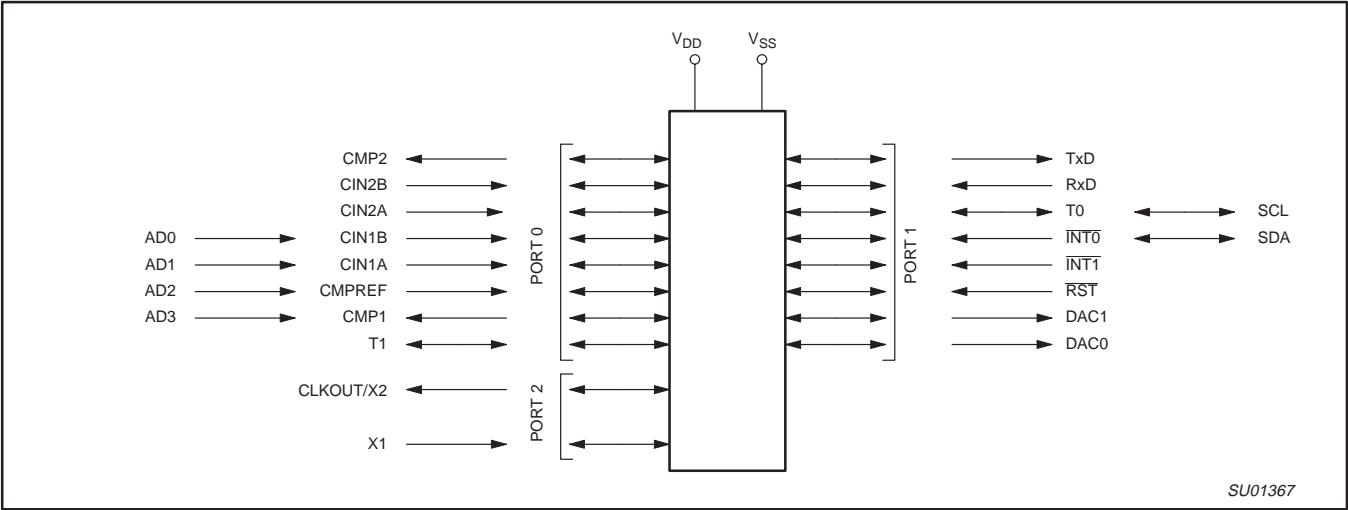 VDD VSS
CMP2 TxD
CIN2B RxD
CIN2A T0 SCL
AD0 CIN1B INT0 SDA
AD1 CIN1A INT1
AD2 CMPREF RST
AD3 CMP1 DAC1
T1 DAC0
PORT 0
PORT 1
CLKOUT/X2
X1
PORT 2
SU01367